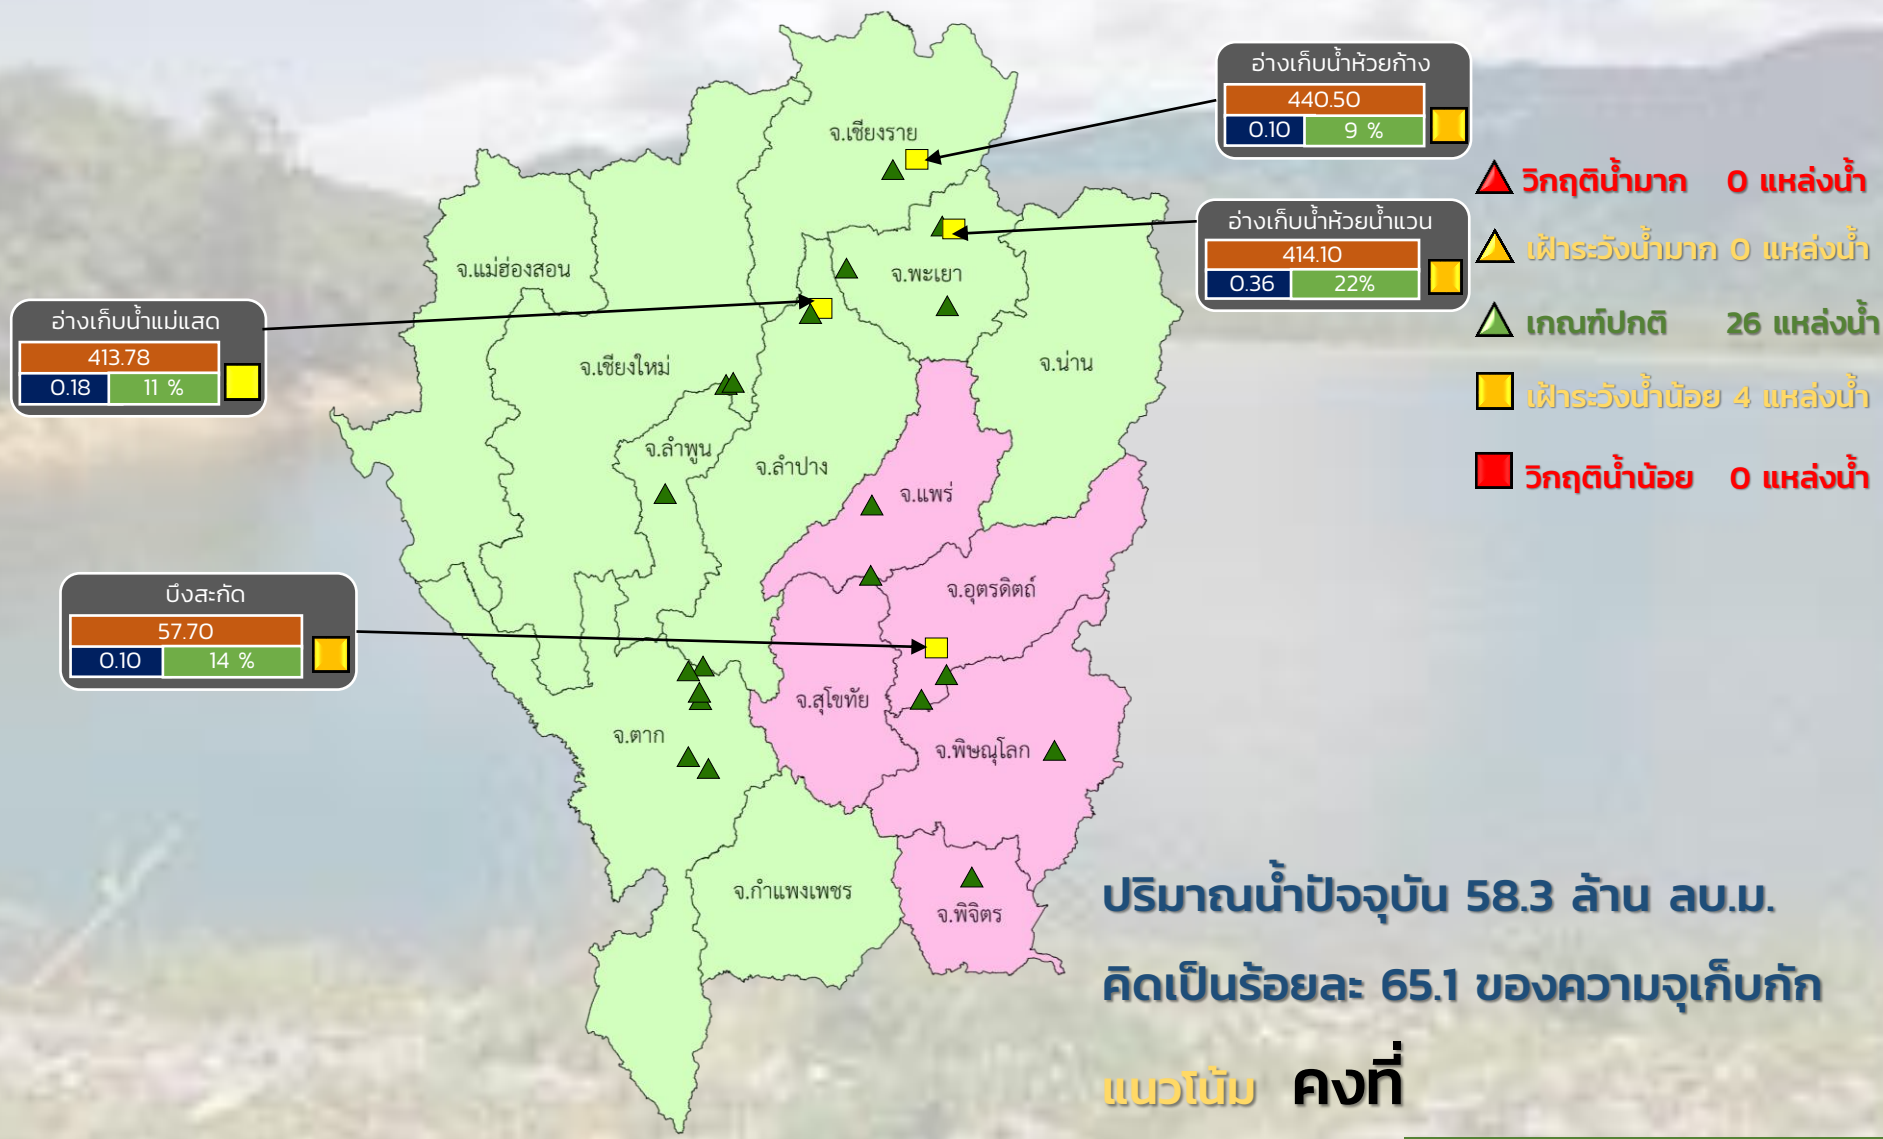 อ่างเก็บน้ำห้วยก้าง
440.50
0.10 9 %
จ.เชียงราย
วิกฤติน้ำมาก 0 แหล่งน้ำ
อ่างเก็บน้ำห้วยน้ำแวน
414.10
0.36 22%
เฝ้าระวังน้ำมาก 0 แหล่งน้ำ
จ.แม่ฮ่องสอน
จ.พะเยา
อ่างเก็บน้ำแม่แสด
413.78
0.18 11 %
เกณฑ์ปกติ 26 แหล่งน้ำ
จ.เชียงใหม่
จ.น่าน
เฝ้าระวังน้ำน้อย 4 แหล่งน้ำ
จ.ลำพูน
จ.ลำปาง
วิกฤติน้ำน้อย 0 แหล่งน้ำ
จ.แพร่
บึงสะกัด
57.70
0.10 14 %
จ.อุตรดิตถ์
จ.สุโขทัย
จ.ตาก
จ.พิษณุโลก
จ.กำแพงเพชร
จ.พิจิตร
ปริมาณน้ำปัจจุบัน 58.3 ล้าน ลบ.ม.
คิดเป็นร้อยละ 65.1 ของความจุเก็บกัก
แนวโน้ม คงที่